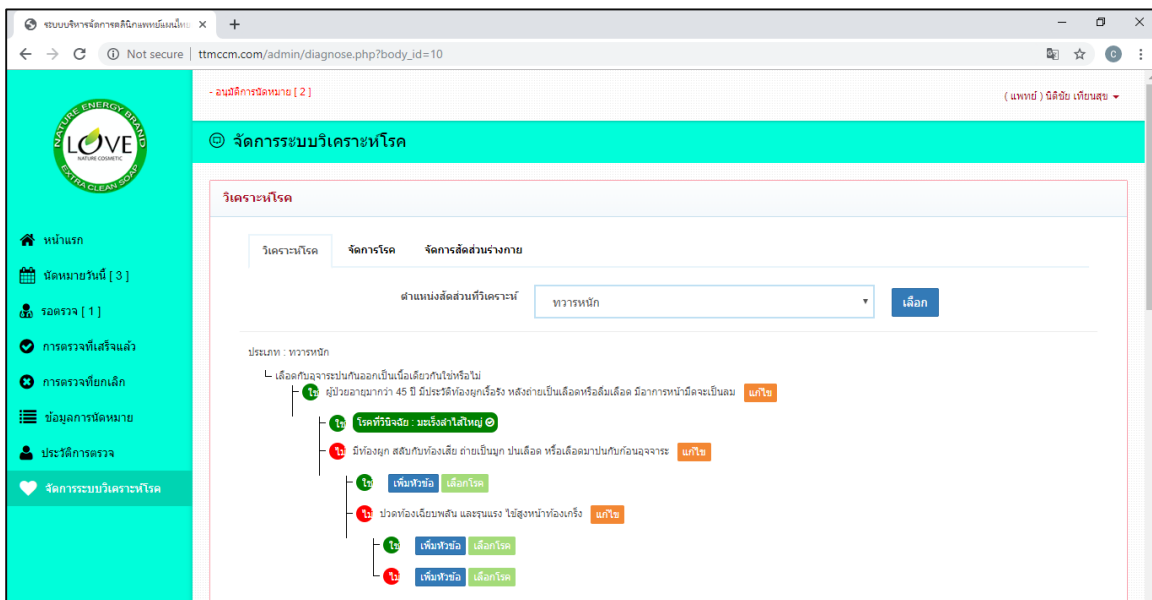 ระบบบริหารจัดการคลินิกแพทย์แผนไทย
Not secure | ttmccm.com/admin/diagnose.php?body_id=10
C
NATURE ENERGY BRAND
LOVE
NATURE COSMETIC
EXTRA CLEAN SOAP
- อนุมัติการนัดหมาย [ 2 ]
( แพทย์ ) นิติชัย เทียนสุข
จัดการระบบวิเคราะห์โรค
วิเคราะห์โรค
หน้าแรก
นัดหมายวันนี้ [ 3 ]
รอตรวจ [ 1 ]
การตรวจที่เสร็จแล้ว
การตรวจที่ยกเลิก
ข้อมูลการนัดหมาย
ประวัติการตรวจ
จัดการระบบวิเคราะห์โรค
วิเคราะห์โรค จัดการโรค จัดการสัดส่วนร่างกาย
ตำแหน่งสัดส่วนที่วิเคราะห์ ทวารหนัก เลือก
ประเภท : ทวารหนัก
เลือดกับอุจาระปนกันออกเป็นเนื้อเดียวกันใช่หรือไม่
ใช่ ผู้ป่วยอายุมากว่า 45 ปี มีประวัติท้องผูกเรื้อรัง หลังถ่ายเป็นเลือดหรือลิ่มเลือด มีอาการหน้ามืดจะเป็นลม แก้ไข
ใช่ โรคที่วินิจฉัย : มะเร็งลำไส้ใหญ่
ไม่ มีท้องผูก สลับกับท้องเสีย ถ่ายเป็นมูก ปนเลือด หรือเลือดมาปนกับก้อนอุจจาระ แก้ไข
ใช่ เพิ่มหัวข้อ เลือกโรค
ไม่ ปวดท้องเฉียบพลัน และรุนแรง ไข้สูงหน้าท้องเกร็ง แก้ไข
ใช่ เพิ่มหัวข้อ เลือกโรค
ไม่ เพิ่มหัวข้อ เลือกโรค